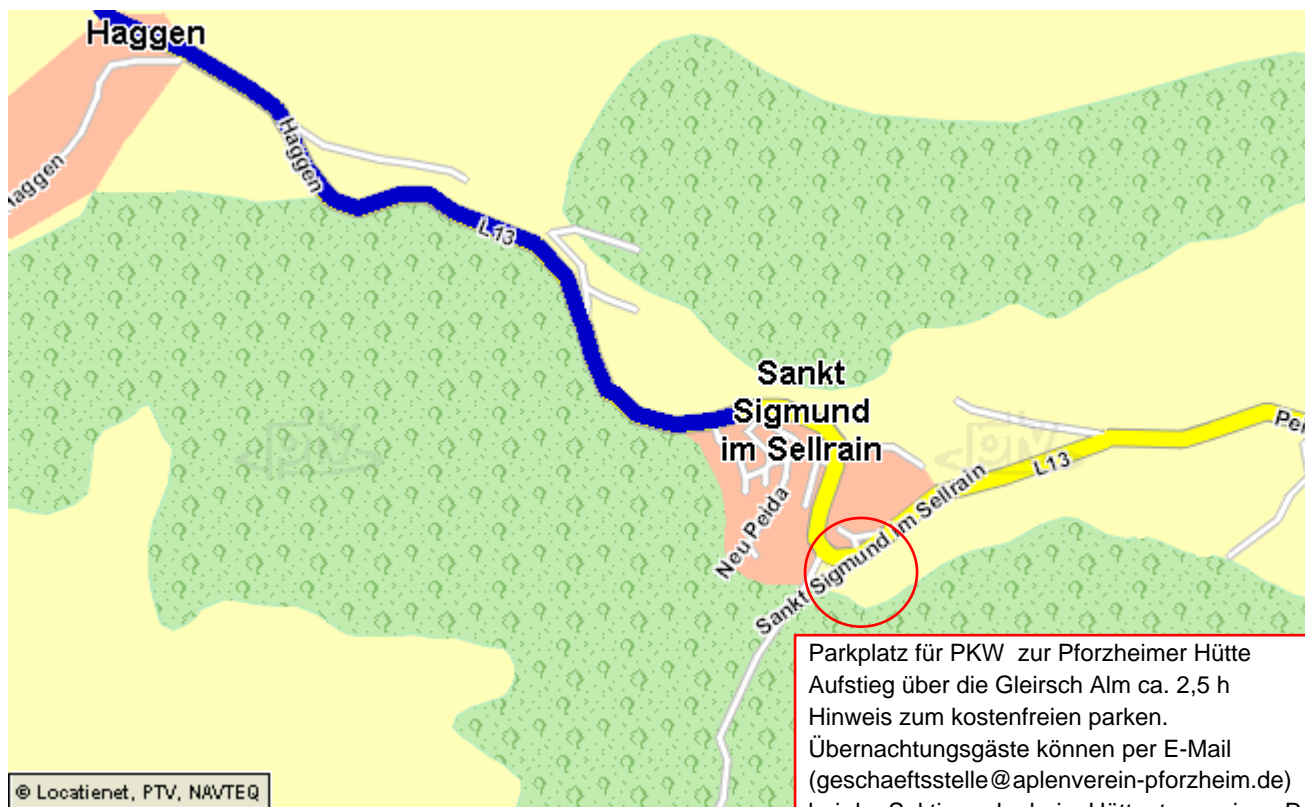 Haggen
Haggen
Haggen
L13
Sankt
Sigmund
im Sellrain
L13
Neu Peida
Sankt Sigmund im Sellrain
Parkplatz für PKW zur Pforzheimer Hütte
Aufstieg über die Gleirsch Alm ca. 2,5 h
Hinweis zum kostenfreien parken.
Übernachtungsgäste können per E-Mail
(geschaeftsstelle@aplenverein-pforzheim.de)
© Locatienet, PTV, NAVTEQ